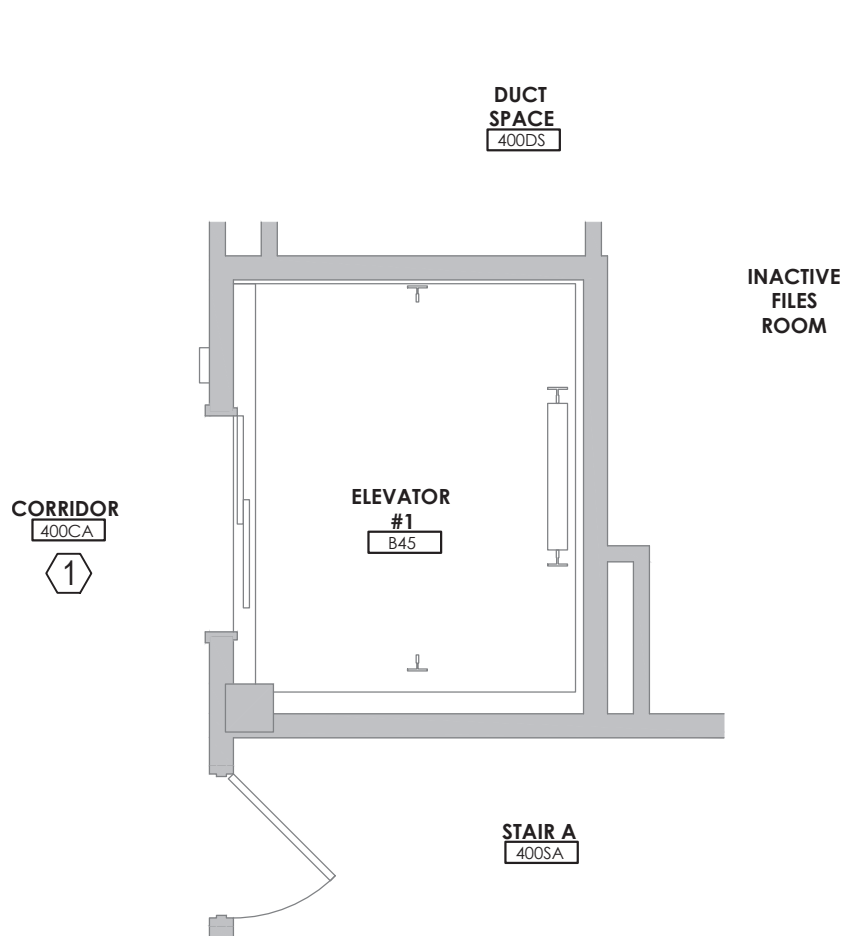 DUCT
SPACE
400DS
INACTIVE
FILES
ROOM
ELEVATOR
#1
B45
CORRIDOR
400CA
1
STAIR A
400SA